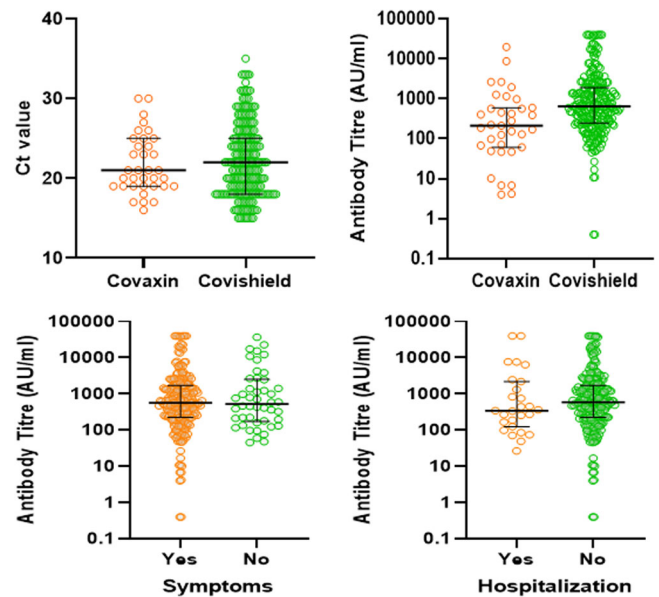 40
30
20
10
Ct value
Covaxin Covishield
100000
10000
1000
100
10
1
0.1
Antibody Titre (AU/ml)
Covaxin Covishield
100000
10000
1000
100
10
1
0.1
Antibody Titre (AU/ml)
Yes No
Symptoms
100000
10000
1000
100
10
1
0.1
Antibody Titre (AU/ml)
Yes No
Hospitalization